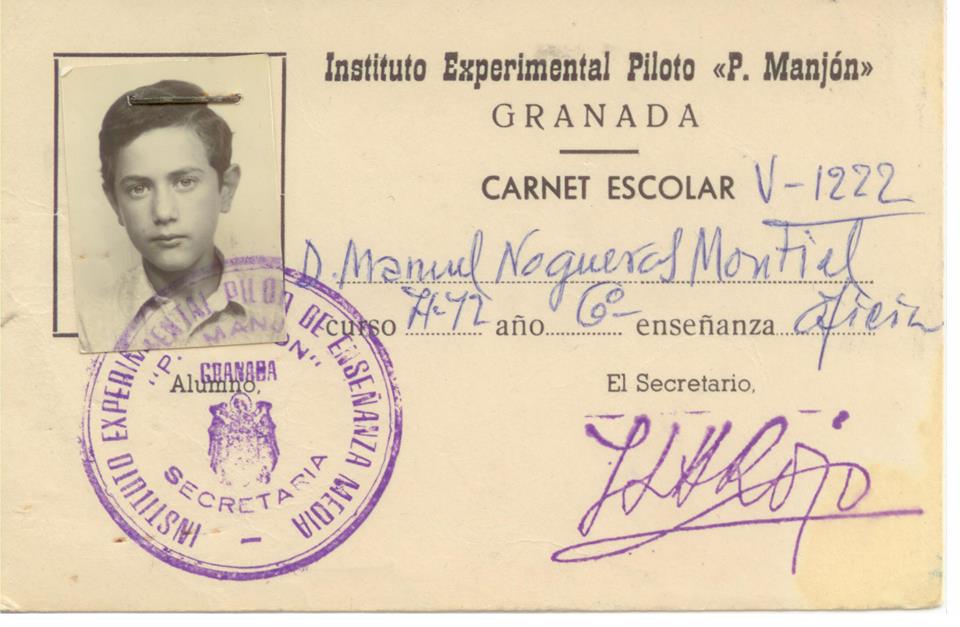 Instituto Experimental Piloto «P. Manjón»
GRANADA
CARNET ESCOLAR V-1222
D. Manuel Nogueras Montiel
curso 71-72 año 6º enseñanza
Alumno,
El Secretario,
INSTITUTO EXPERIMENTAL PILOTO DE ENSEÑANZA MEDIA
"P. MANJON"
GRANADA
SECRETARIA